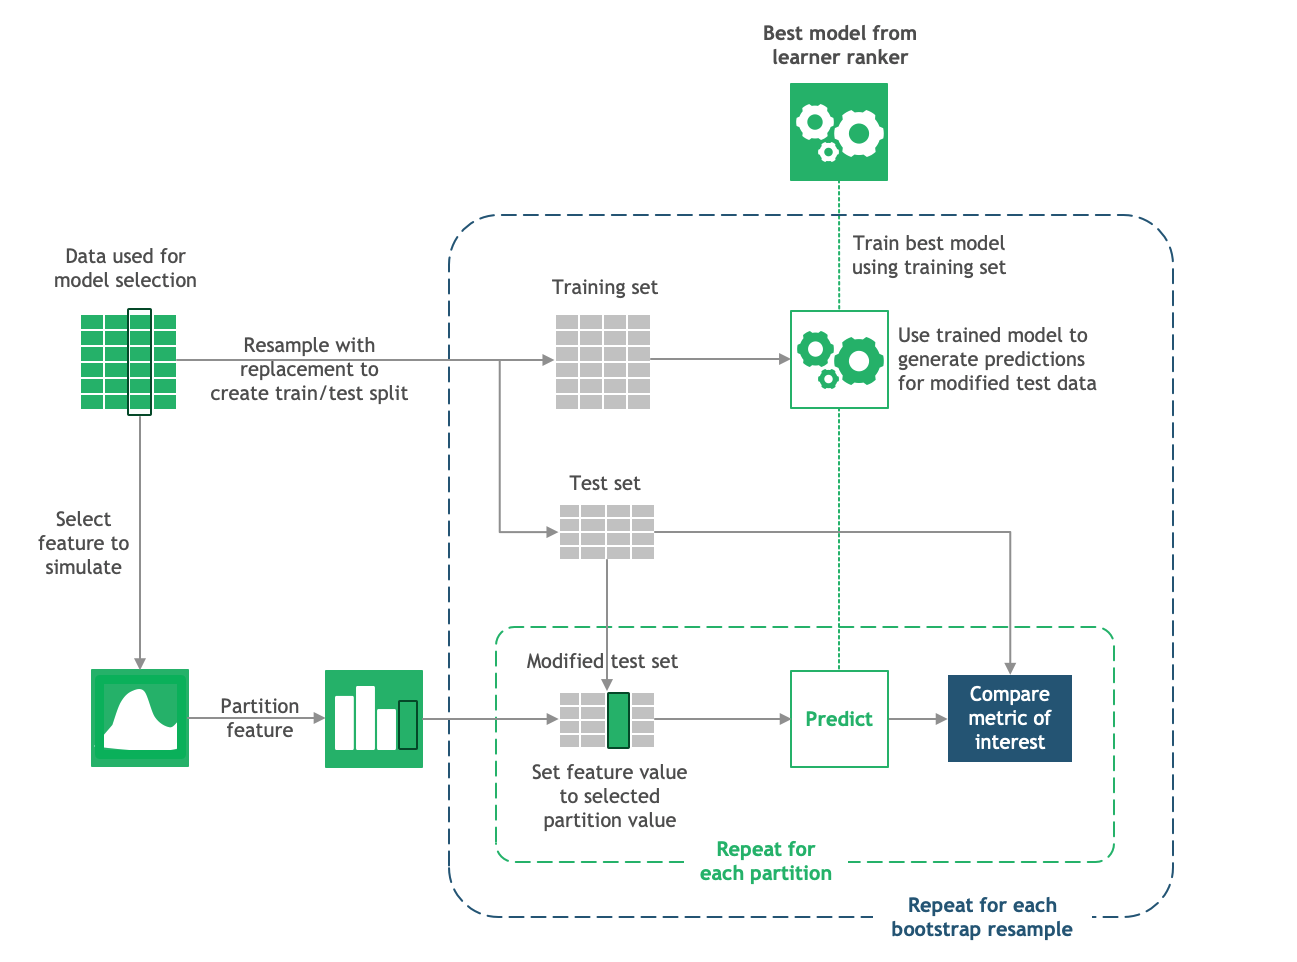 Best model from
learner ranker
Train best model
using training set
Data used for
model selection
Training set
Resample with
replacement to
create train/test split
Use trained model to
generate predictions
for modified test data
Test set
Select
feature to
simulate
Modified test set
Partition
feature
Predict
Compare
metric of
interest
Set feature value
to selected
partition value
Repeat for
each partition
Repeat for each
bootstrap resample